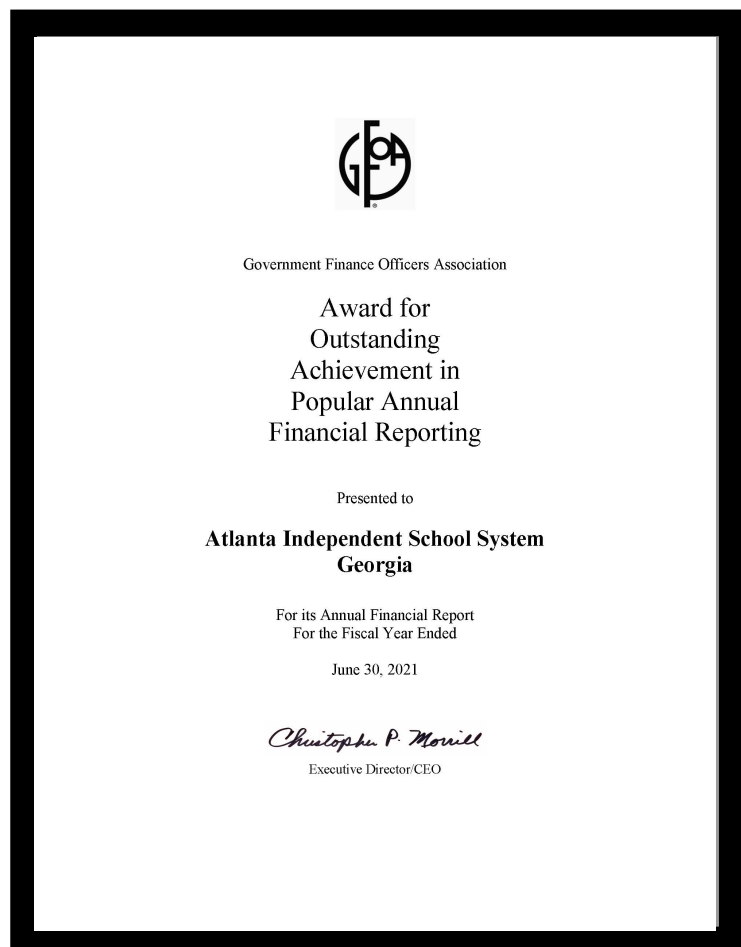 GFOA
®
Government Finance Officers Association
Award for
Outstanding
Achievement in
Popular Annual
Financial Reporting
Presented to
Atlanta Independent School System
Georgia
For its Annual Financial Report
For the Fiscal Year Ended
June 30, 2021
Christopher P. Morrill
Executive Director/CEO